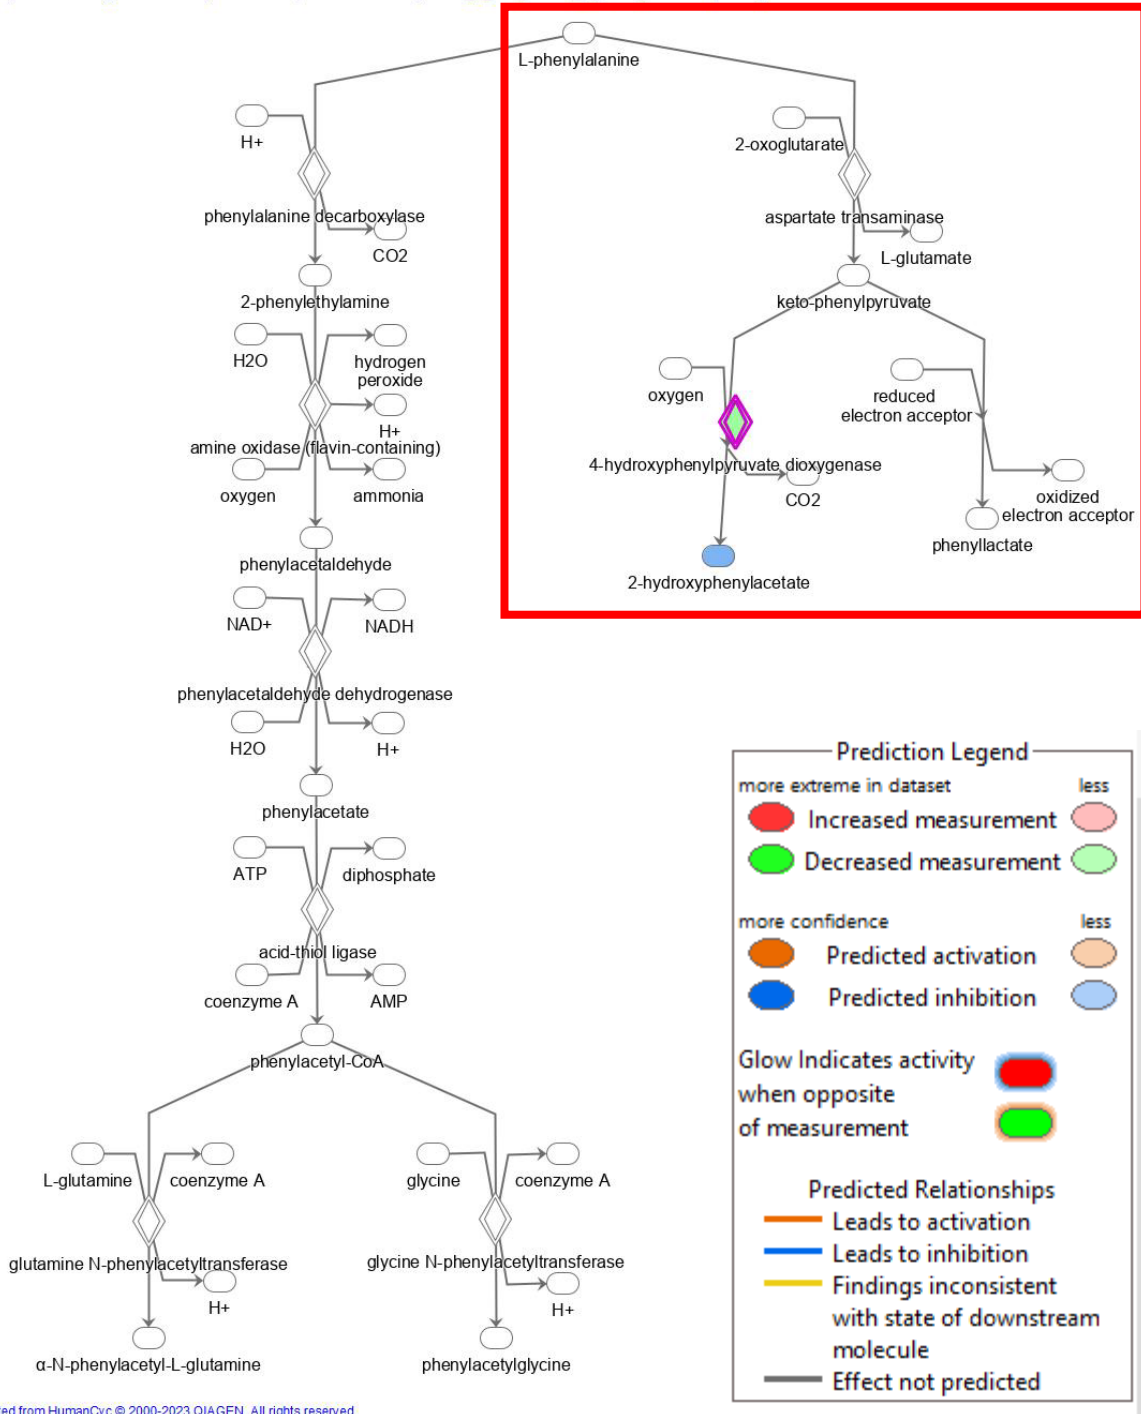 L-phenylalanine
H+
2-oxoglutarate
phenylalanine decarboxylase
aspartate transaminase
CO2
L-glutamate
2-phenylethylamine
keto-phenylpyruvate
H2O
hydrogen
peroxide
oxygen
reduced
electron acceptor
H+
amine oxidase (flavin-containing)
4-hydroxyphenylpyruvate dioxygenase
oxygen
ammonia
CO2
oxidized
electron acceptor
phenyllactate
phenylacetaldehyde
2-hydroxyphenylacetate
NAD+
NADH
phenylacetaldehyde dehydrogenase
H2O
H+
phenylacetate
ATP
diphosphate
acid-thiol ligase
coenzyme A
AMP
phenylacetyl-CoA
L-glutamine
coenzyme A
glycine
coenzyme A
glutamine N-phenylacetyltransferase
glycine N-phenylacetyltransferase
H+
H+
α-N-phenylacetyl-L-glutamine
phenylacetylglycine
Prediction Legend
more extreme in dataset
less
Increased measurement
Decreased measurement
more confidence
less
Predicted activation
Predicted inhibition
Glow Indicates activity
when opposite
of measurement
Predicted Relationships
Leads to activation
Leads to inhibition
Findings inconsistent
with state of downstream
molecule
Effect not predicted
from HumanCyc © 2000-2023 QIAGEN. All rights reserved